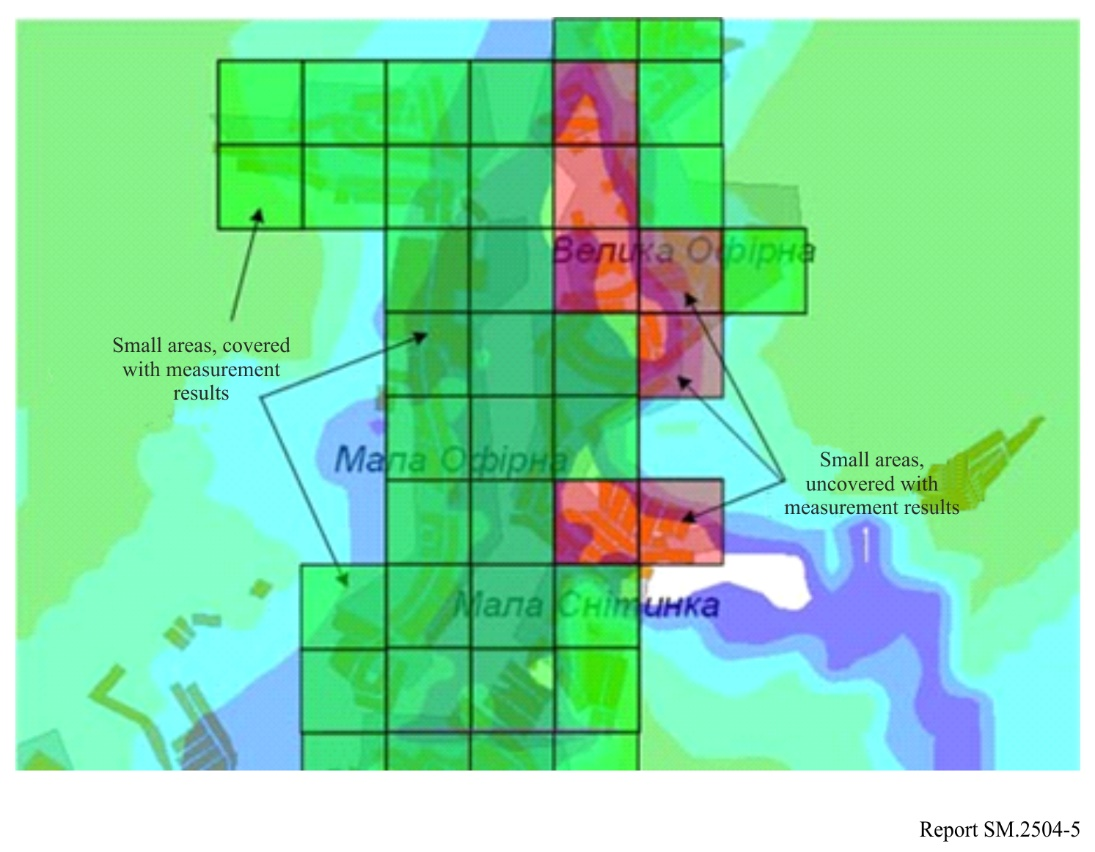 Велика Офірна
Small areas, covered
with measurement
results
Мала Офірна
Small areas,
uncovered with
measurement results
Мала Снітинка
Report SM.2504-5